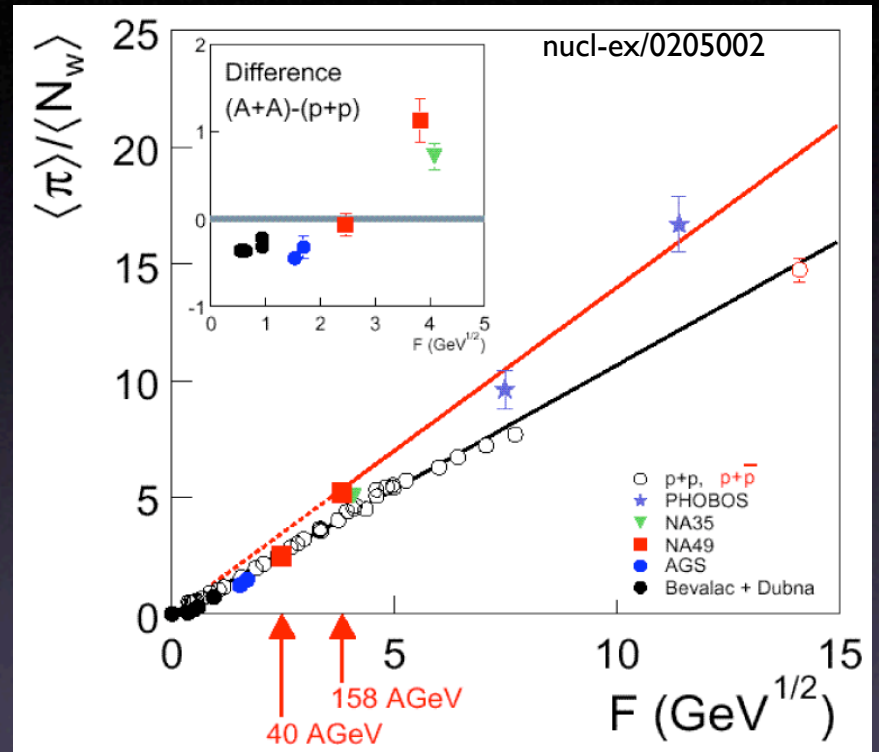 nucl-ex/0205002
⟨π⟩/⟨N_w⟩
25
20
15
10
5
0
0
5
10
15
F (GeV^{1/2})
Difference
(A+A)-(p+p)
2
1
0
-1
0
1
2
3
4
5
F (GeV^{1/2})
p+p, p+p̅
PHOBOS
NA35
NA49
AGS
Bevalac + Dubna
158 AGeV
40 AGeV